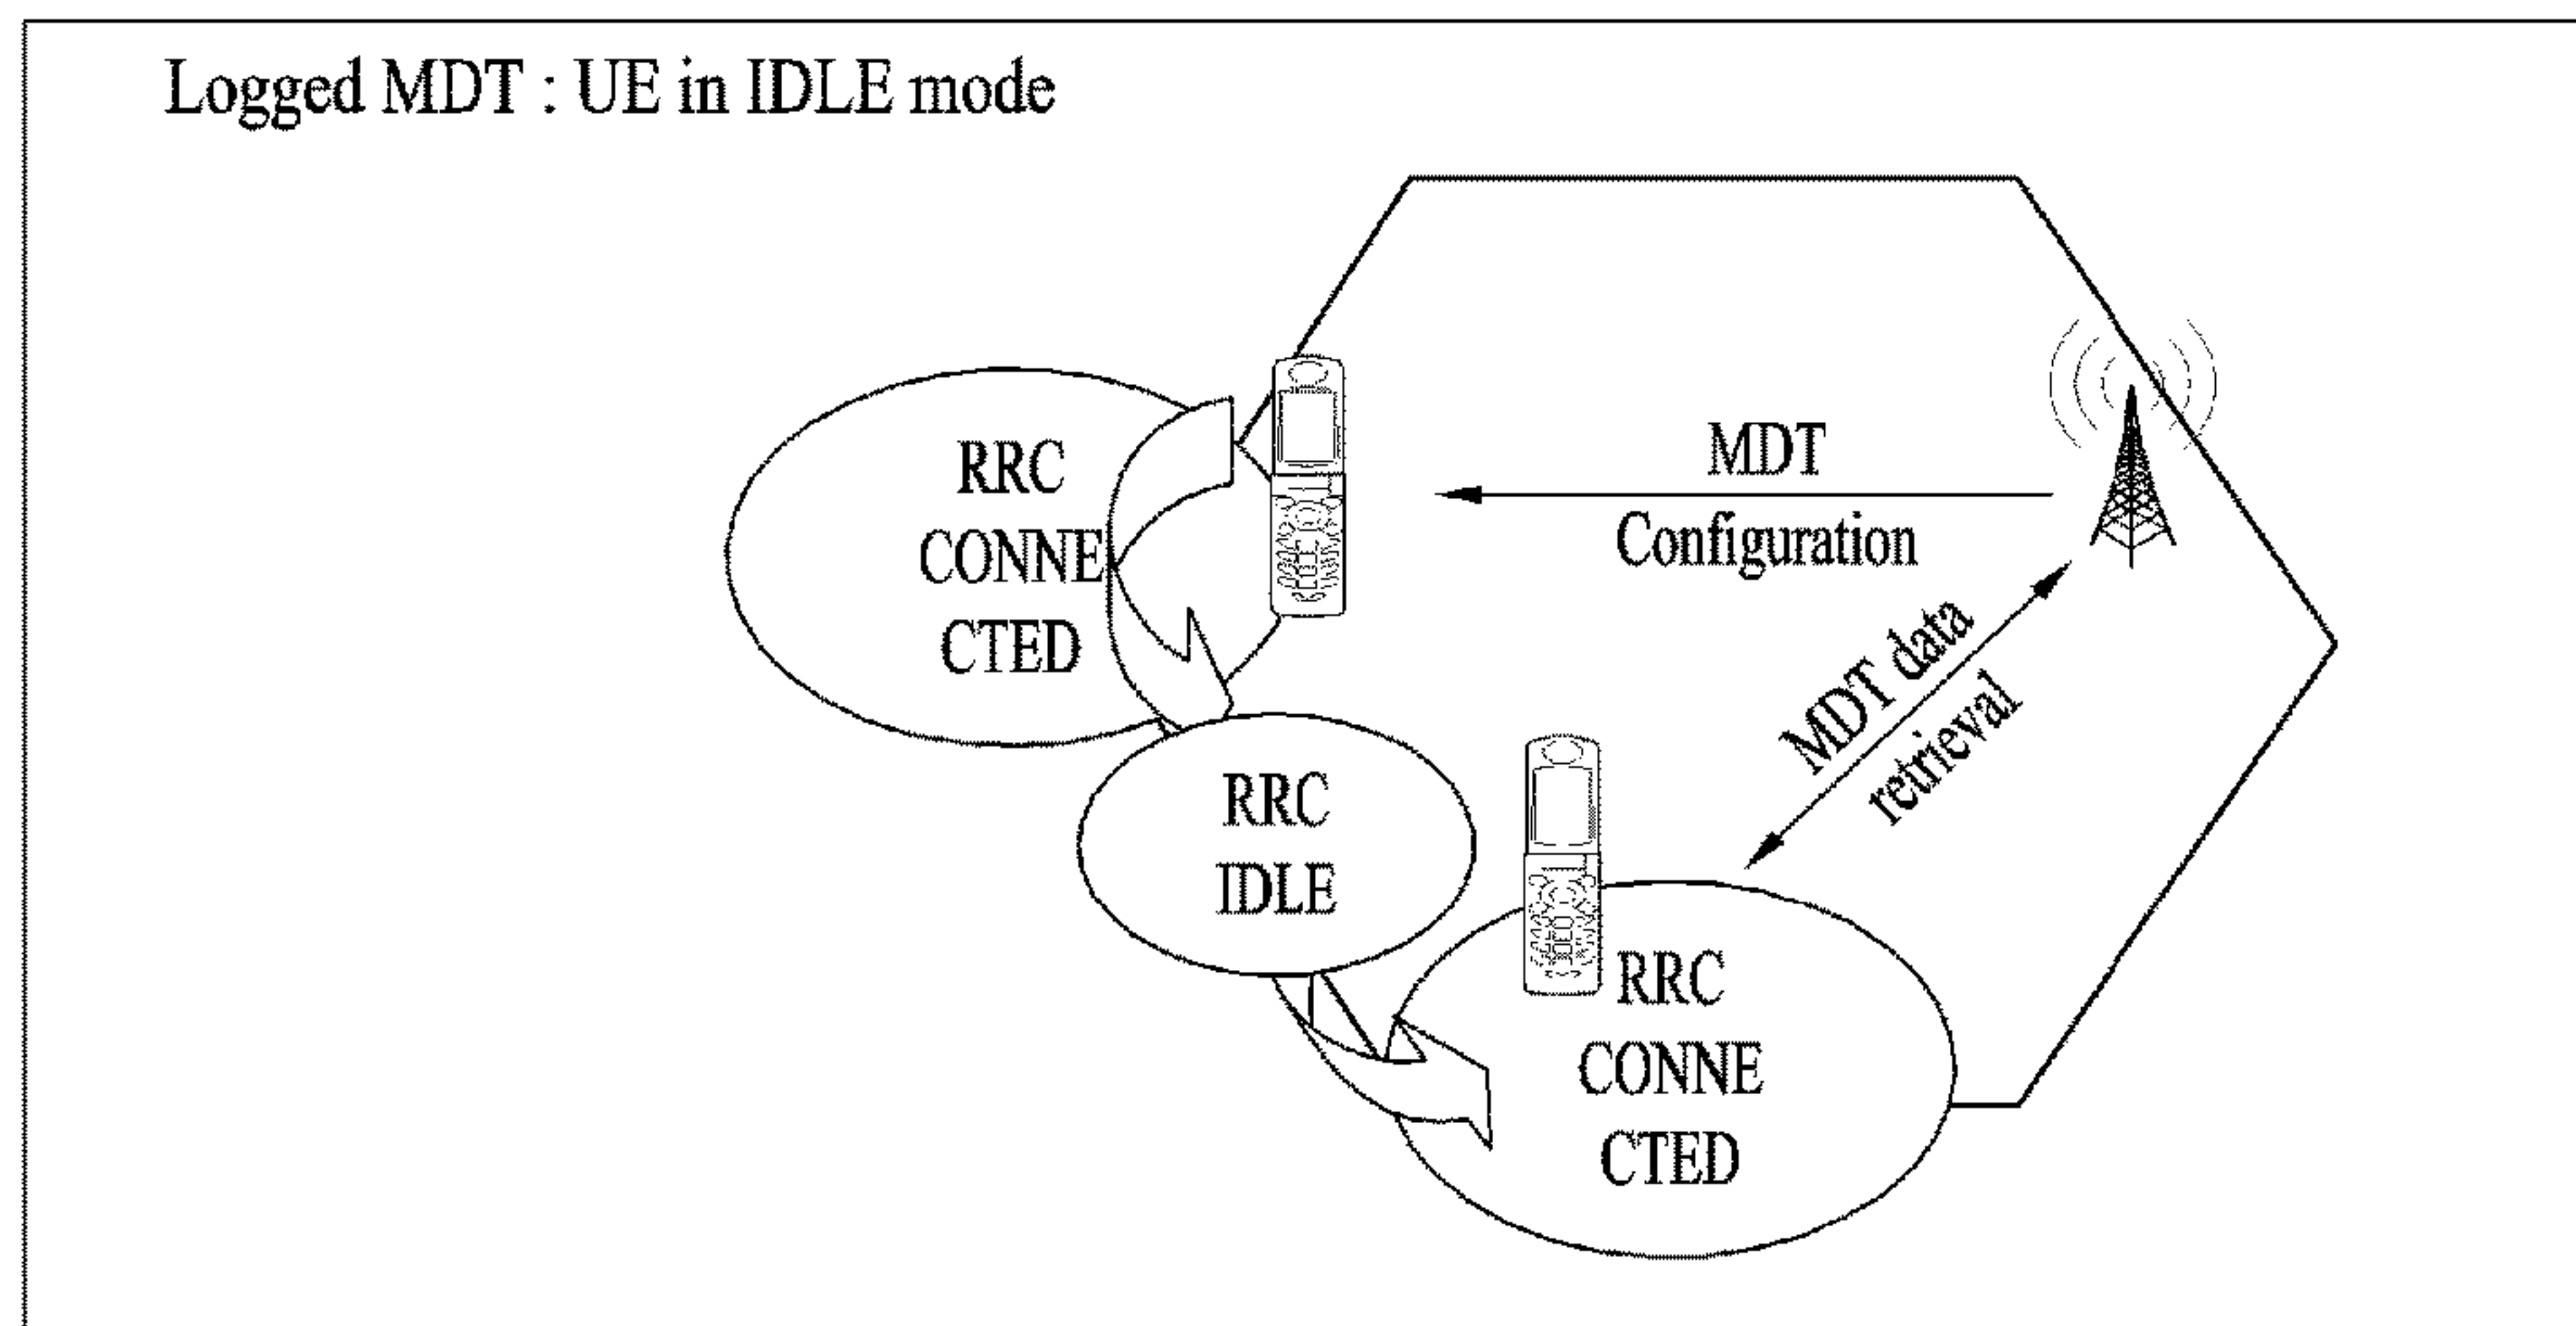 Logged MDT : UE in IDLE mode
RRC
CONNE
CTED
MDT
Configuration
MDT data
retrieval
RRC
IDLE
RRC
CONNE
CTED